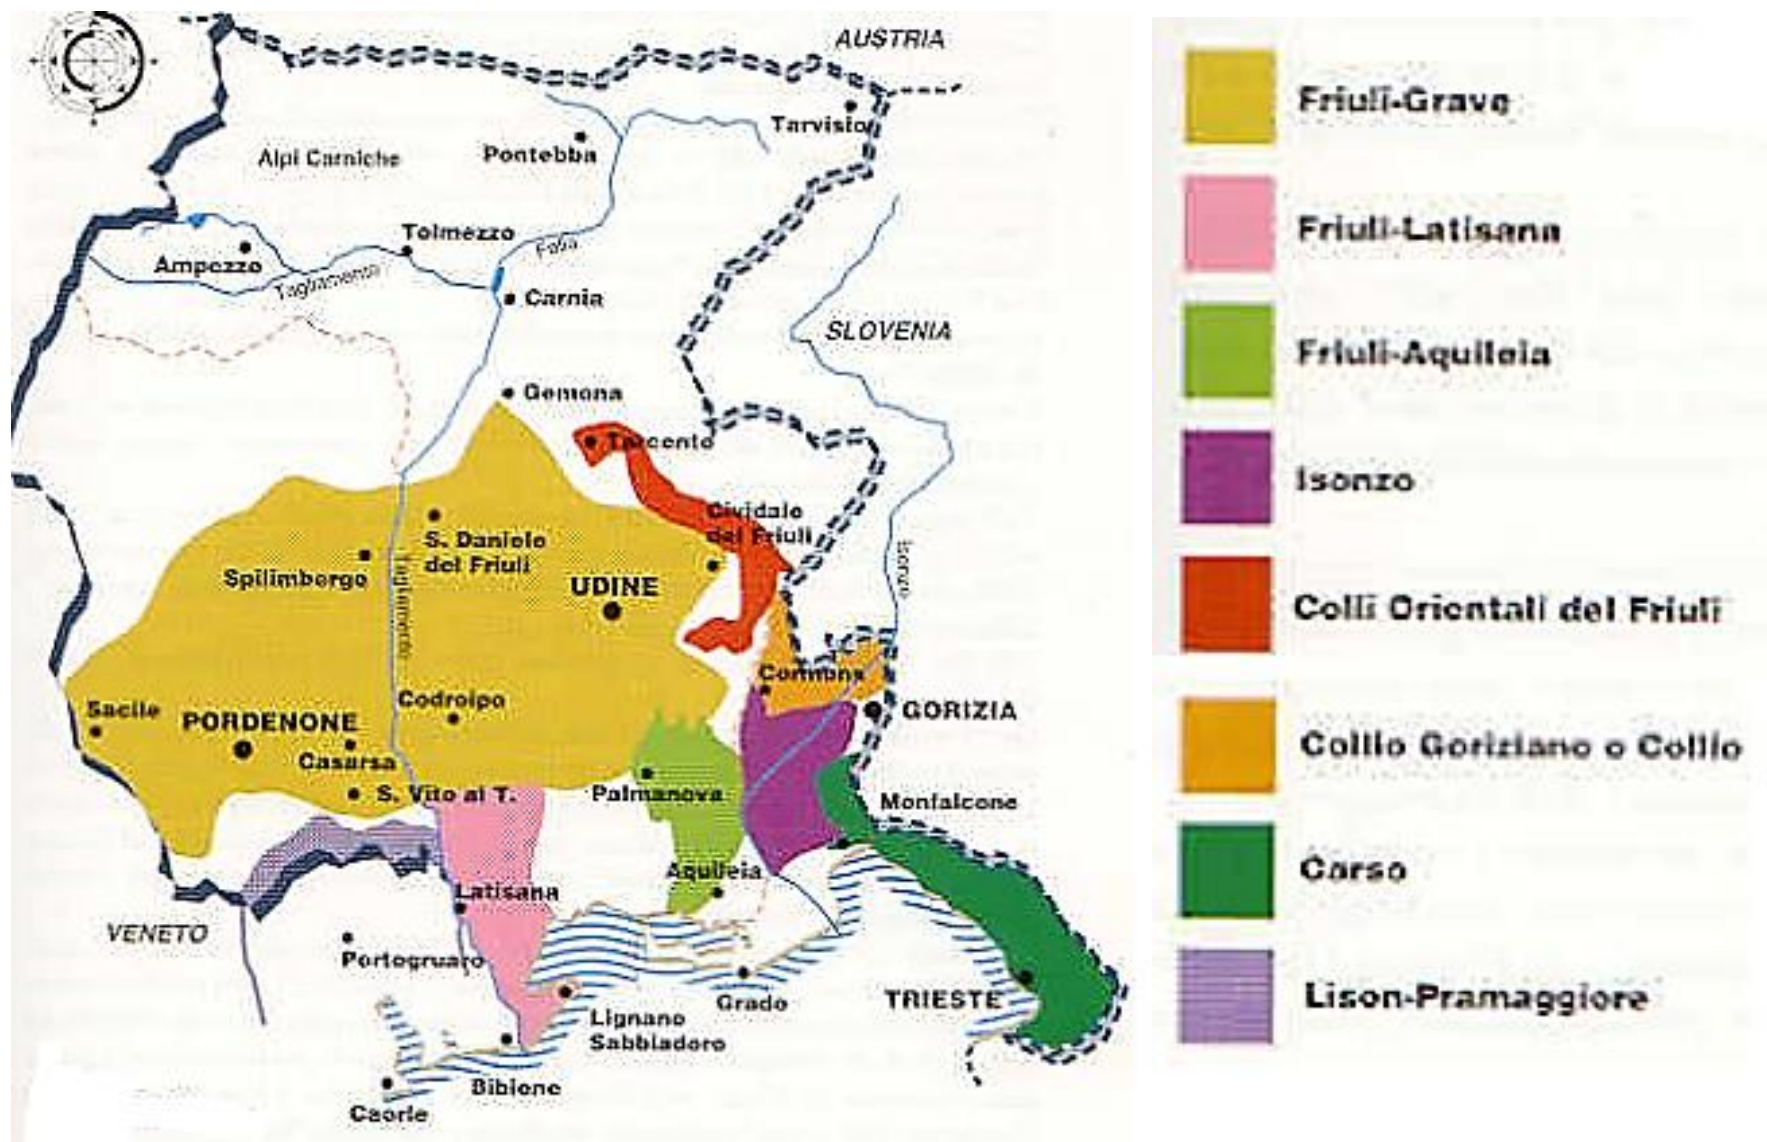 AUSTRIA
Tarvisio
Pontebba
Alpi Carniche
Tolmezzo
Fella
Ampezzo
Tagliamento
Carnia
SLOVENIA
Gemona
Tarcento
Cividale
del Friuli
S. Daniele
del Friuli
Isonzo
Spilimbergo
Tagliamento
UDINE
Cormons
Sacile
PORDENONE
Codroipo
GORIZIA
Casarsa
S. Vito al T.
Palmanova
Monfalcone
Aquileia
Latisana
VENETO
Portogruaro
Grado
TRIESTE
Lignano
Sabbiadoro
Bibione
Caorle
Friuli-Grave
Friuli-Latisana
Friuli-Aquileia
Isonzo
Colli Orientali del Friuli
Collio Goriziano o Collio
Carso
Lison-Pramaggiore